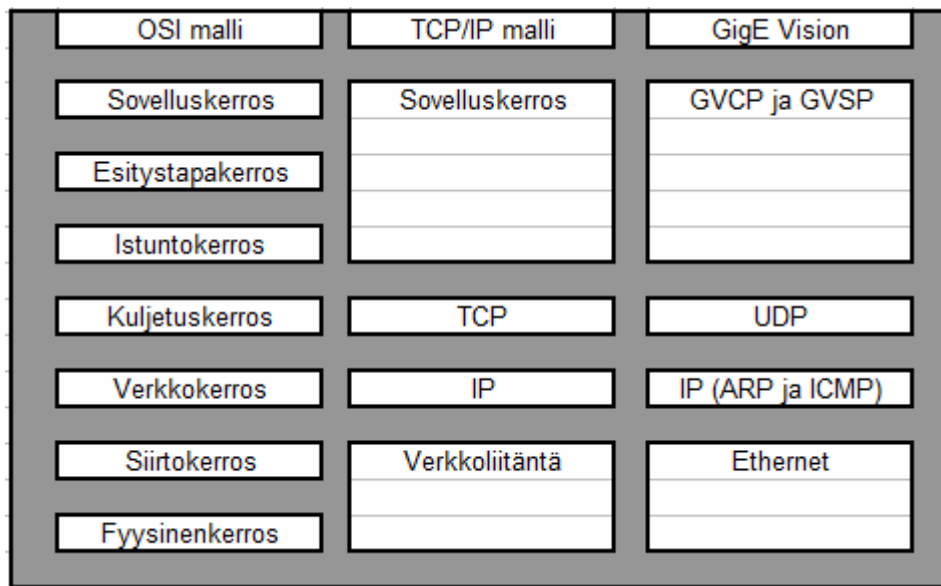 OSI malli TCP/IP malli GigE Vision
Sovelluskerros Sovelluskerros GVCP ja GVSP
Esitystapakerros
Istuntokerros
Kuljetuskerros TCP UDP
Verkkokerros IP IP (ARP ja ICMP)
Siirtokerros Verkkoliitäntä Ethernet
Fyysinenkerros